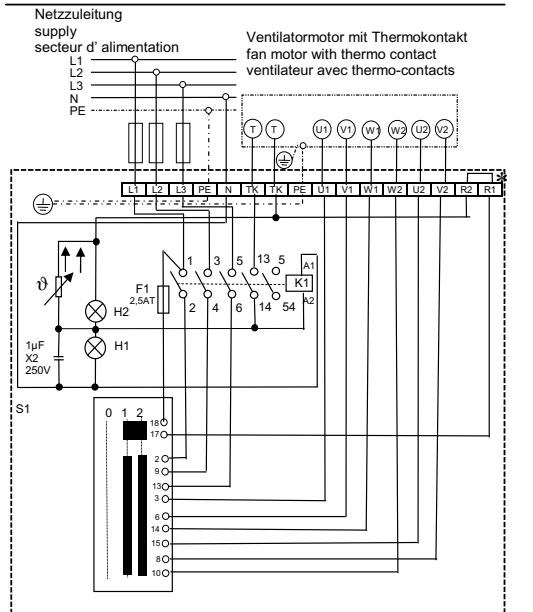 Netzzuleitung
supply
secteur d' alimentation
L1
L2
L3
N
PE
Ventilatormotor mit Thermokontakt
fan motor with thermo contact
ventilateur avec thermo-contacts
T T U1 V1 W1 W2 U2 V2
L1 L2 L3 PE N TK TK PE U1 V1 W1 W2 U2 V2 R2 R1 *
1 3 5 13 5
A1
K1
A2
ϑ
F1
2,5AT
2 4 6 14 54
H2
H1
1µF
X2
250V
S1
0 1 2
18
17
2
9
13
3
6
14
15
8
10